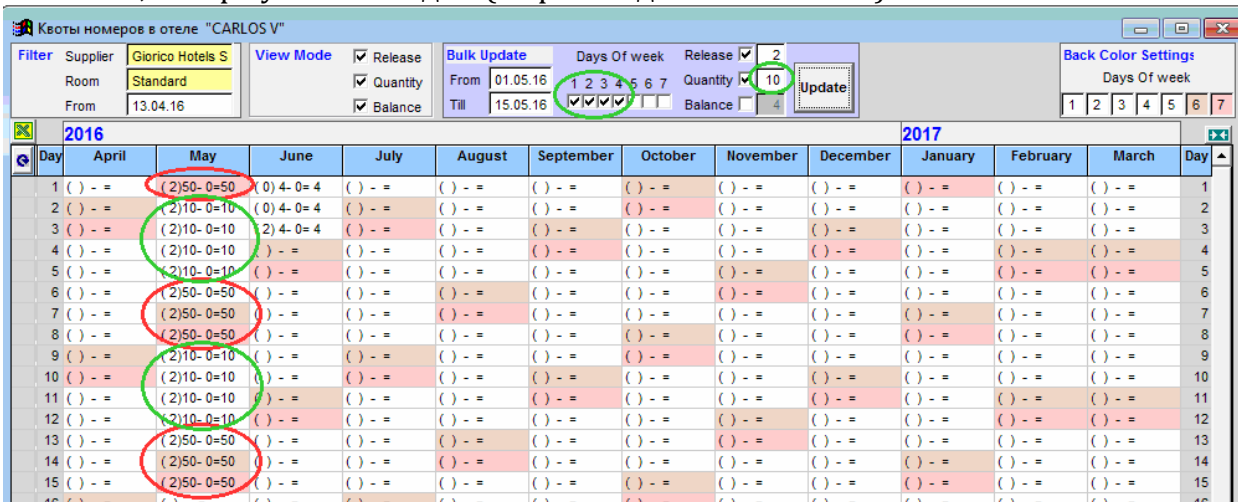 Квоты номеров в отеле "CARLOS V"
Filter Supplier Giorico Hotels S View Mode Release Bulk Update Days Of week Release 2 Back Color Settings
Room Standard Quantity From 01.05.16 1 2 3 4 5 6 7 Quantity 10 Update Days Of week
From 13.04.16 Balance Till 15.05.16 Balance 4 1 2 3 4 5 6 7
2016 2017
Day April May June July August September October November December January February March Day
1 ( ) - = ( 2)50- 0=50 ( 0) 4- 0= 4 ( ) - = ( ) - = ( ) - = ( ) - = ( ) - = ( ) - = ( ) - = ( ) - = ( ) - = 1
2 ( ) - = ( 2)10- 0=10 ( 0) 4- 0= 4 ( ) - = ( ) - = ( ) - = ( ) - = ( ) - = ( ) - = ( ) - = ( ) - = ( ) - = 2
3 ( ) - = ( 2)10- 0=10 2) 4- 0= 4 ( ) - = ( ) - = ( ) - = ( ) - = ( ) - = ( ) - = ( ) - = ( ) - = ( ) - = 3
4 ( ) - = ( 2)10- 0=10 ( ) - = ( ) - = ( ) - = ( ) - = ( ) - = ( ) - = ( ) - = ( ) - = ( ) - = ( ) - = 4
5 ( ) - = ( 2)10- 0=10 ( ) - = ( ) - = ( ) - = ( ) - = ( ) - = ( ) - = ( ) - = ( ) - = ( ) - = ( ) - = 5
6 ( ) - = ( 2)50- 0=50 ( ) - = ( ) - = ( ) - = ( ) - = ( ) - = ( ) - = ( ) - = ( ) - = ( ) - = ( ) - = 6
7 ( ) - = ( 2)50- 0=50 ( ) - = ( ) - = ( ) - = ( ) - = ( ) - = ( ) - = ( ) - = ( ) - = ( ) - = ( ) - = 7
8 ( ) - = ( 2)50- 0=50 ( ) - = ( ) - = ( ) - = ( ) - = ( ) - = ( ) - = ( ) - = ( ) - = ( ) - = ( ) - = 8
9 ( ) - = ( 2)10- 0=10 ( ) - = ( ) - = ( ) - = ( ) - = ( ) - = ( ) - = ( ) - = ( ) - = ( ) - = ( ) - = 9
10 ( ) - = ( 2)10- 0=10 ( ) - = ( ) - = ( ) - = ( ) - = ( ) - = ( ) - = ( ) - = ( ) - = ( ) - = ( ) - = 10
11 ( ) - = ( 2)10- 0=10 ( ) - = ( ) - = ( ) - = ( ) - = ( ) - = ( ) - = ( ) - = ( ) - = ( ) - = ( ) - = 11
12 ( ) - = ( 2)10- 0=10 ( ) - = ( ) - = ( ) - = ( ) - = ( ) - = ( ) - = ( ) - = ( ) - = ( ) - = ( ) - = 12
13 ( ) - = ( 2)50- 0=50 ( ) - = ( ) - = ( ) - = ( ) - = ( ) - = ( ) - = ( ) - = ( ) - = ( ) - = ( ) - = 13
14 ( ) - = ( 2)50- 0=50 ( ) - = ( ) - = ( ) - = ( ) - = ( ) - = ( ) - = ( ) - = ( ) - = ( ) - = ( ) - = 14
15 ( ) - = ( 2)50- 0=50 ( ) - = ( ) - = ( ) - = ( ) - = ( ) - = ( ) - = ( ) - = ( ) - = ( ) - = ( ) - = 15